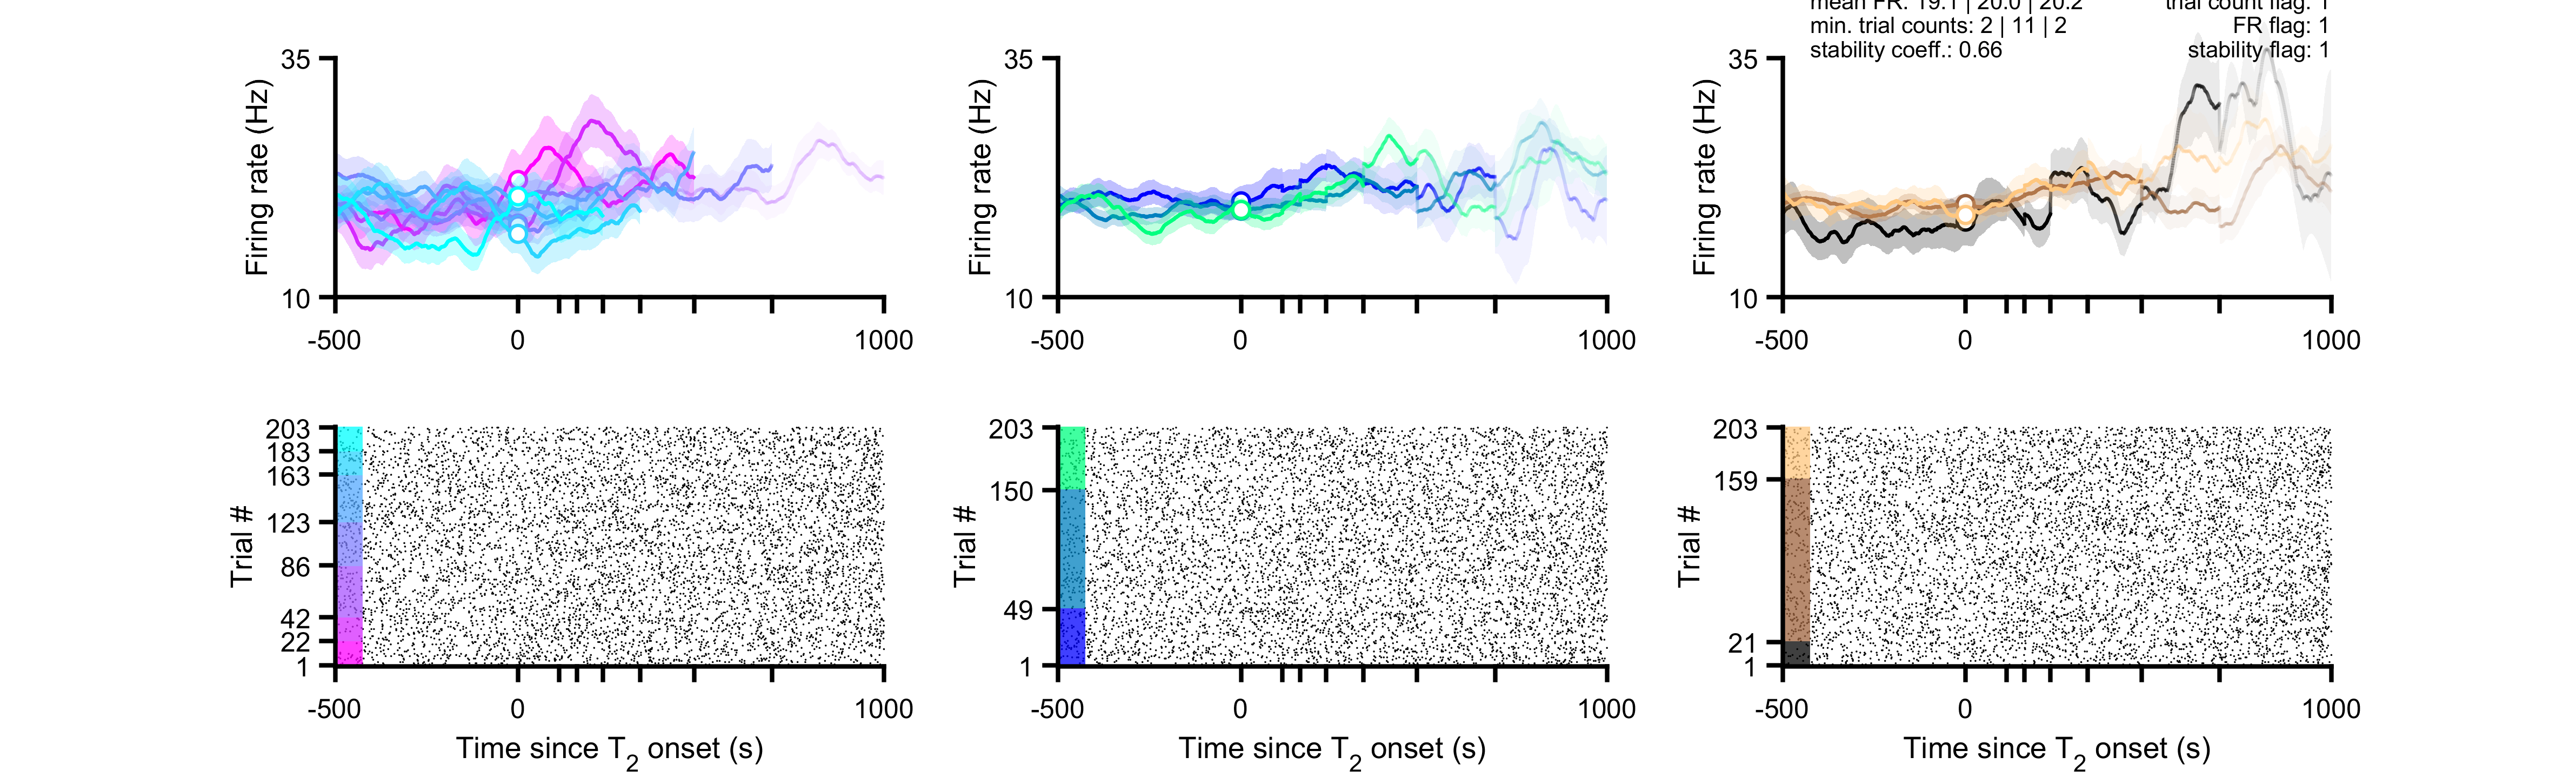 mean FR: 19.1 | 20.0 | 20.2
trial count flag: 1
min. trial counts: 2 | 11 | 2
FR flag: 1
stability coeff.: 0.66
stability flag: 1
35
Firing rate (Hz)
10
-500
0
1000
35
Firing rate (Hz)
10
-500
0
1000
35
Firing rate (Hz)
10
-500
0
1000
203
183
163
123
86
42
22
1
Trial #
-500
0
1000
Time since T2 onset (s)
203
150
49
1
Trial #
-500
0
1000
Time since T2 onset (s)
203
159
21
1
Trial #
-500
0
1000
Time since T2 onset (s)